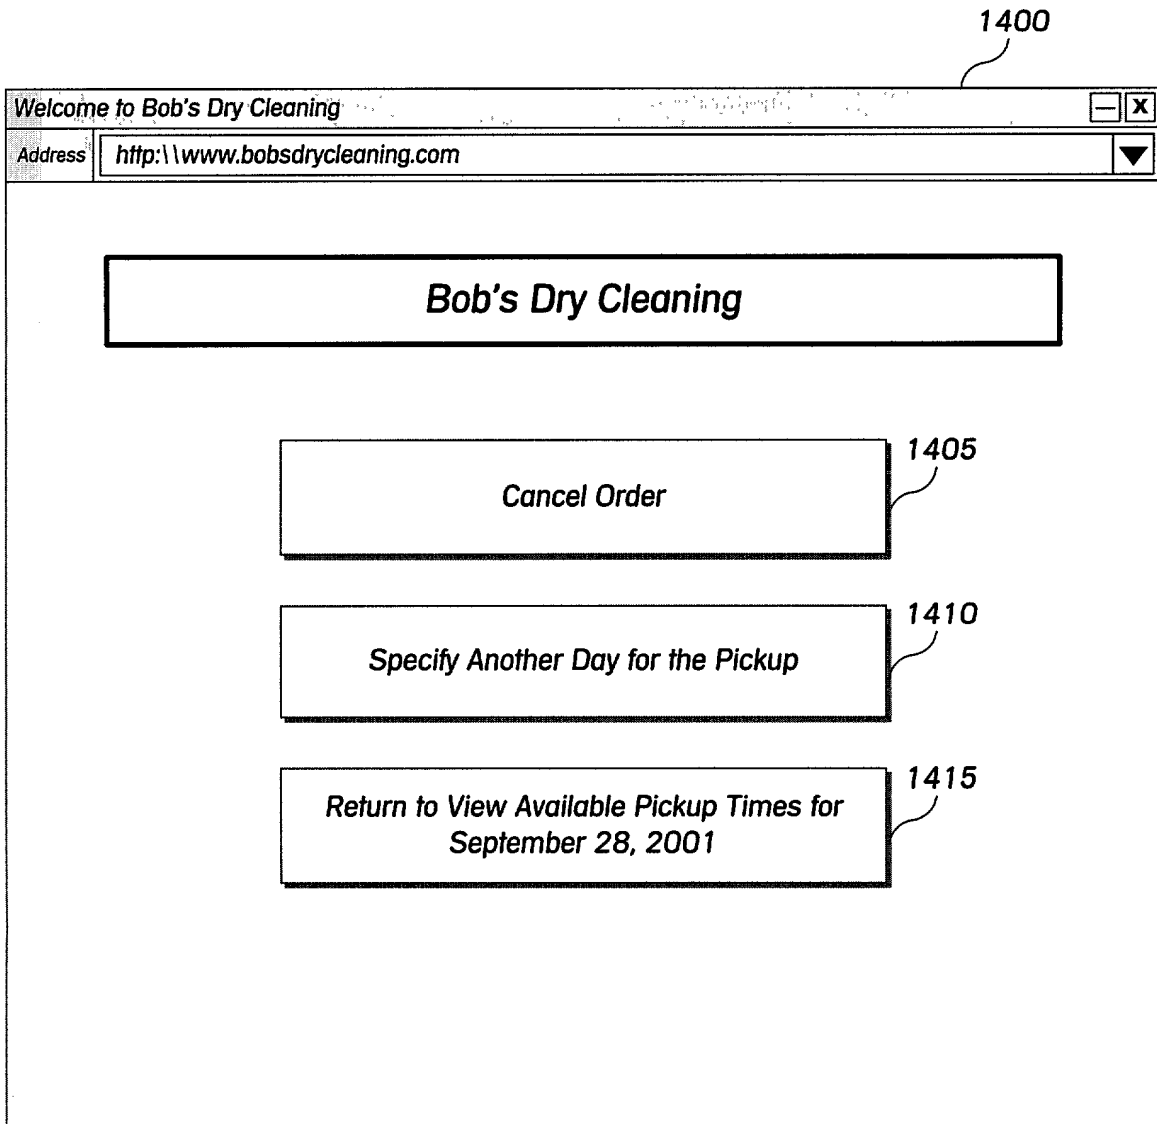 1400
Welcome to Bob's Dry Cleaning
— X
Address http:\\www.bobsdrycleaning.com
Bob's Dry Cleaning
1405
Cancel Order
1410
Specify Another Day for the Pickup
1415
Return to View Available Pickup Times for
September 28, 2001